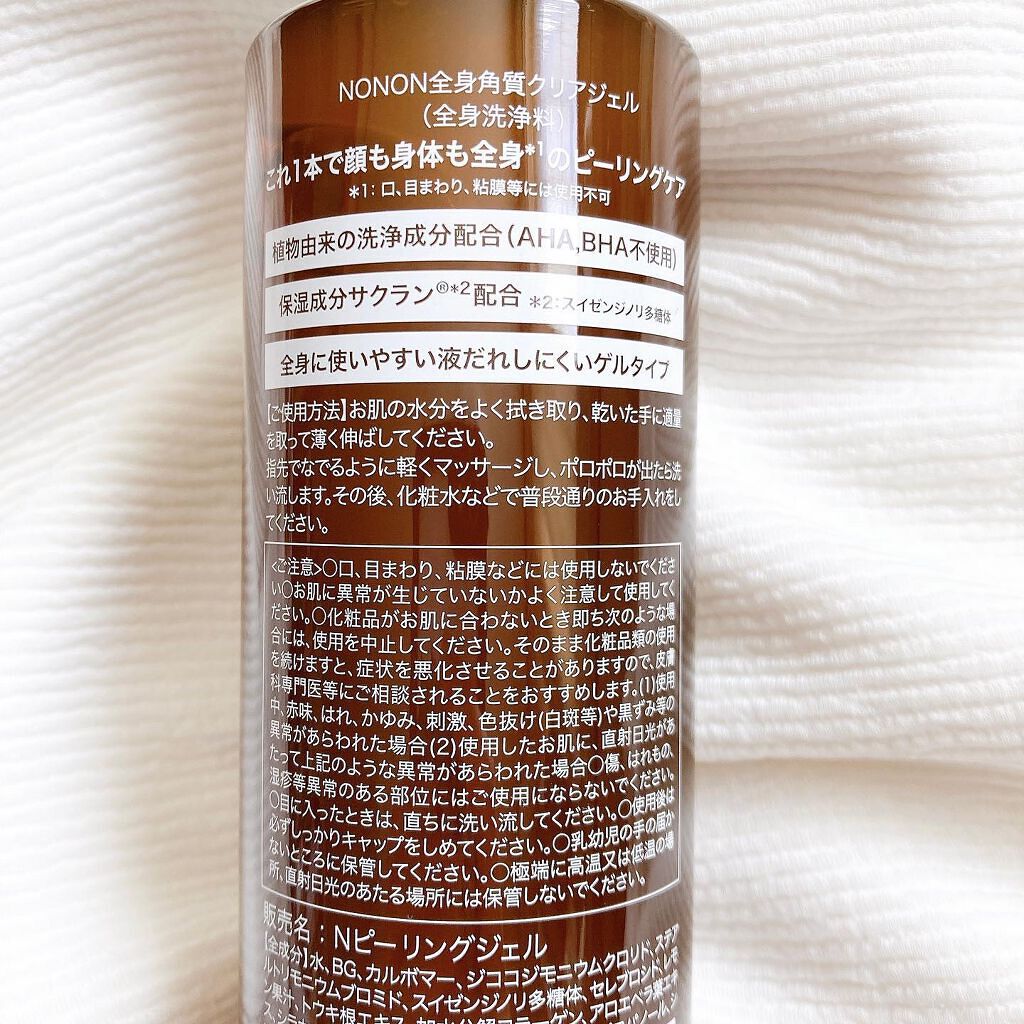 NONON全身角質クリアジェル
(全身洗浄料)
これ1本で顔も身体も全身*1のピーリングケア
*1:口、目まわり、粘膜等には使用不可
植物由来の洗浄成分配合(AHA,BHA不使用)
保湿成分サクラン®*2配合 *2:スイゼンジノリ多糖体
全身に使いやすい液だれしにくいゲルタイプ
【ご使用方法】お肌の水分をよく拭き取り、乾いた手に適量
を取って薄く伸ばしてください。
指先でなでるように軽くマッサージし、ポロポロが出たら洗
い流します。その後、化粧水などで普段通りのお手入れをし
てください。
<ご注意>〇口、目まわり、粘膜などには使用しないでくださ
い〇お肌に異常が生じていないかよく注意して使用してく
ださい。〇化粧品がお肌に合わないとき即ち次のような場
合には、使用を中止してください。そのまま化粧品類の使用
を続けますと、症状を悪化させることがありますので、皮膚
科専門医等にご相談されることをおすすめします。(1)使用
中、赤味、はれ、かゆみ、刺激、色抜け(白斑等)や黒ずみ等の
異常があらわれた場合(2)使用したお肌に、直射日光があ
たって上記のような異常があらわれた場合〇傷、はれもの、
湿疹等異常のある部位にはご使用にならないでください。
〇目に入ったときは、直ちに洗い流してください。〇使用後は
必ずしっかりキャップをしめてください。〇乳幼児の手の届か
ないところに保管してください。〇極端に高温又は低温の場
所、直射日光のあたる場所には保管しないでください。
販売名:Nピーリングジェル
【全成分】水、BG、カルボマー、ジココジモニウムクロリド、ステア
ルトリモニウムブロミド、スイゼンジノリ多糖体、セレブロシド、レモ
ン果汁、トウキ根エキス、加水分解コラーゲン、アロエベラ葉エキ